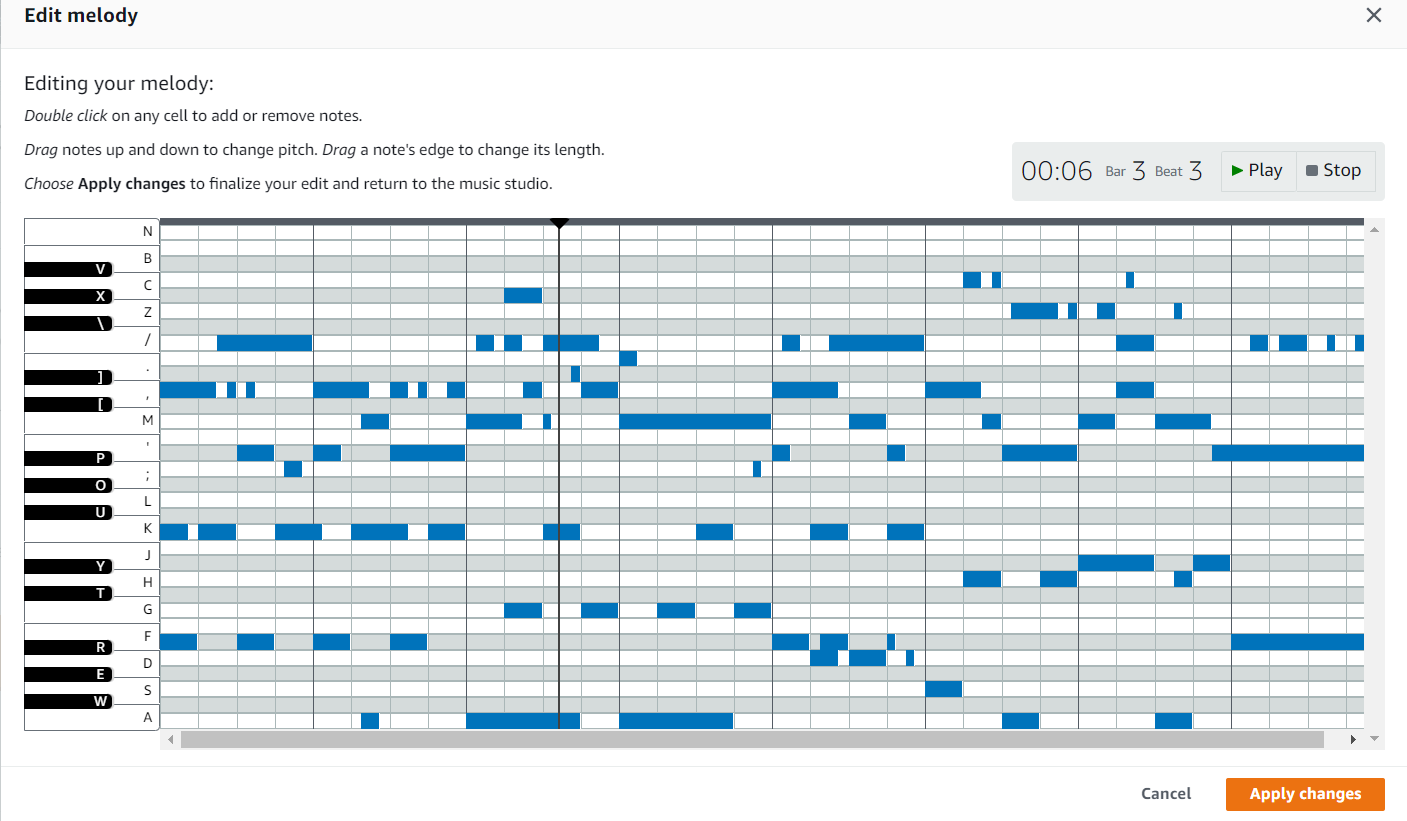 Edit melody
Editing your melody:
Double click on any cell to add or remove notes.
Drag notes up and down to change pitch. Drag a note's edge to change its length.
Choose Apply changes to finalize your edit and return to the music studio.
00:06 Bar 3 Beat 3 Play Stop
N
B
V
C
X
Z
\
/
.
]
,
[
M
'
P
;
O
L
U
K
J
Y
H
T
G
F
R
D
E
S
W
A
Cancel Apply changes